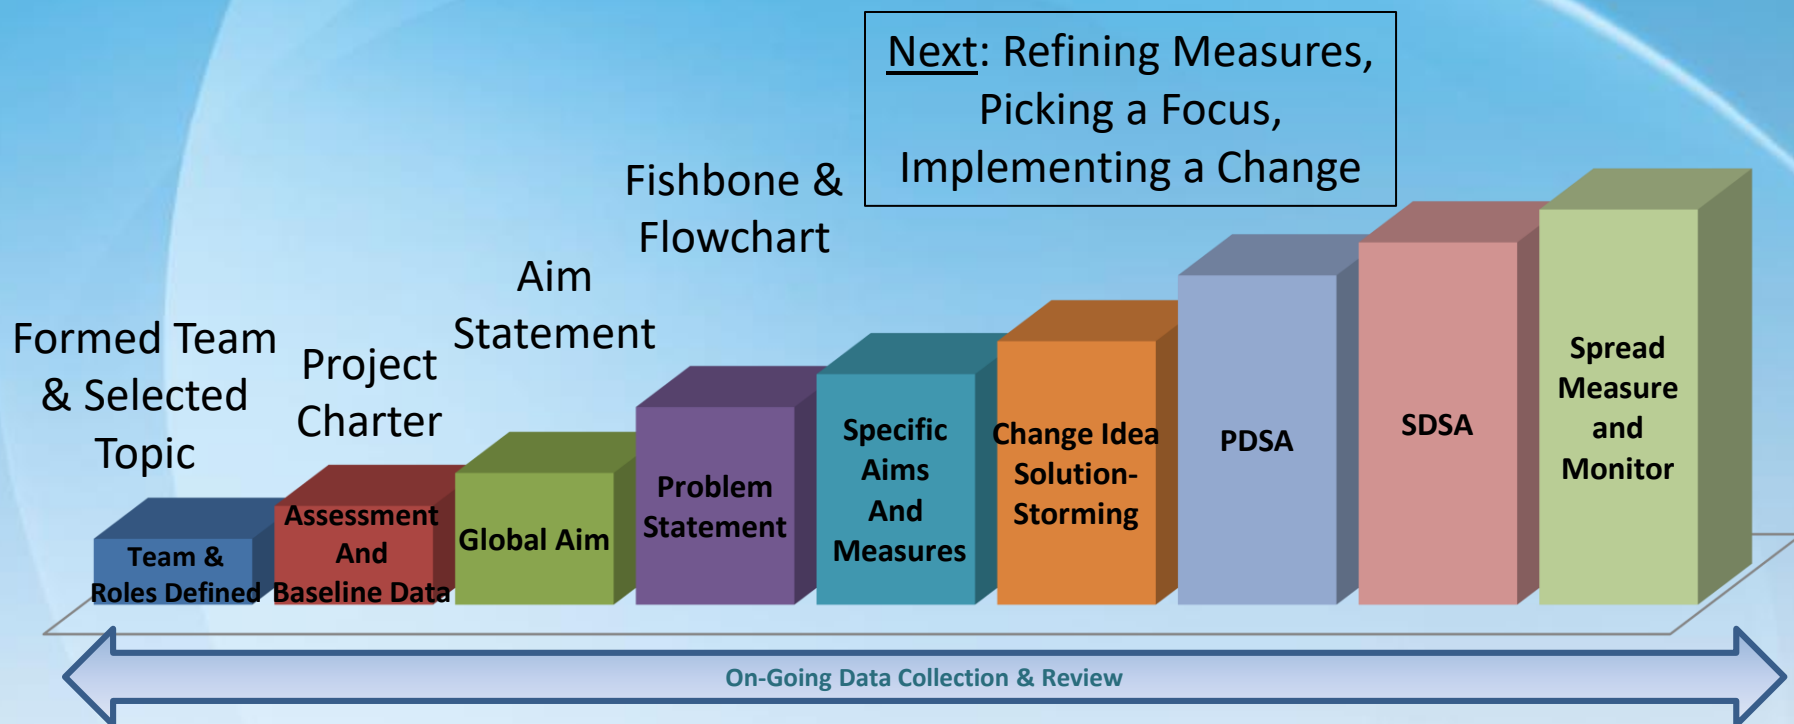 Next: Refining Measures,
Picking a Focus,
Implementing a Change
Fishbone &
Flowchart
Aim
Statement
Formed Team
& Selected
Topic
Project
Charter
Team &
Roles Defined
Assessment
And
Baseline Data
Global Aim
Problem
Statement
Specific
Aims
And
Measures
Change Idea
Solution-
Storming
PDSA
SDSA
Spread
Measure
and
Monitor
On-Going Data Collection & Review